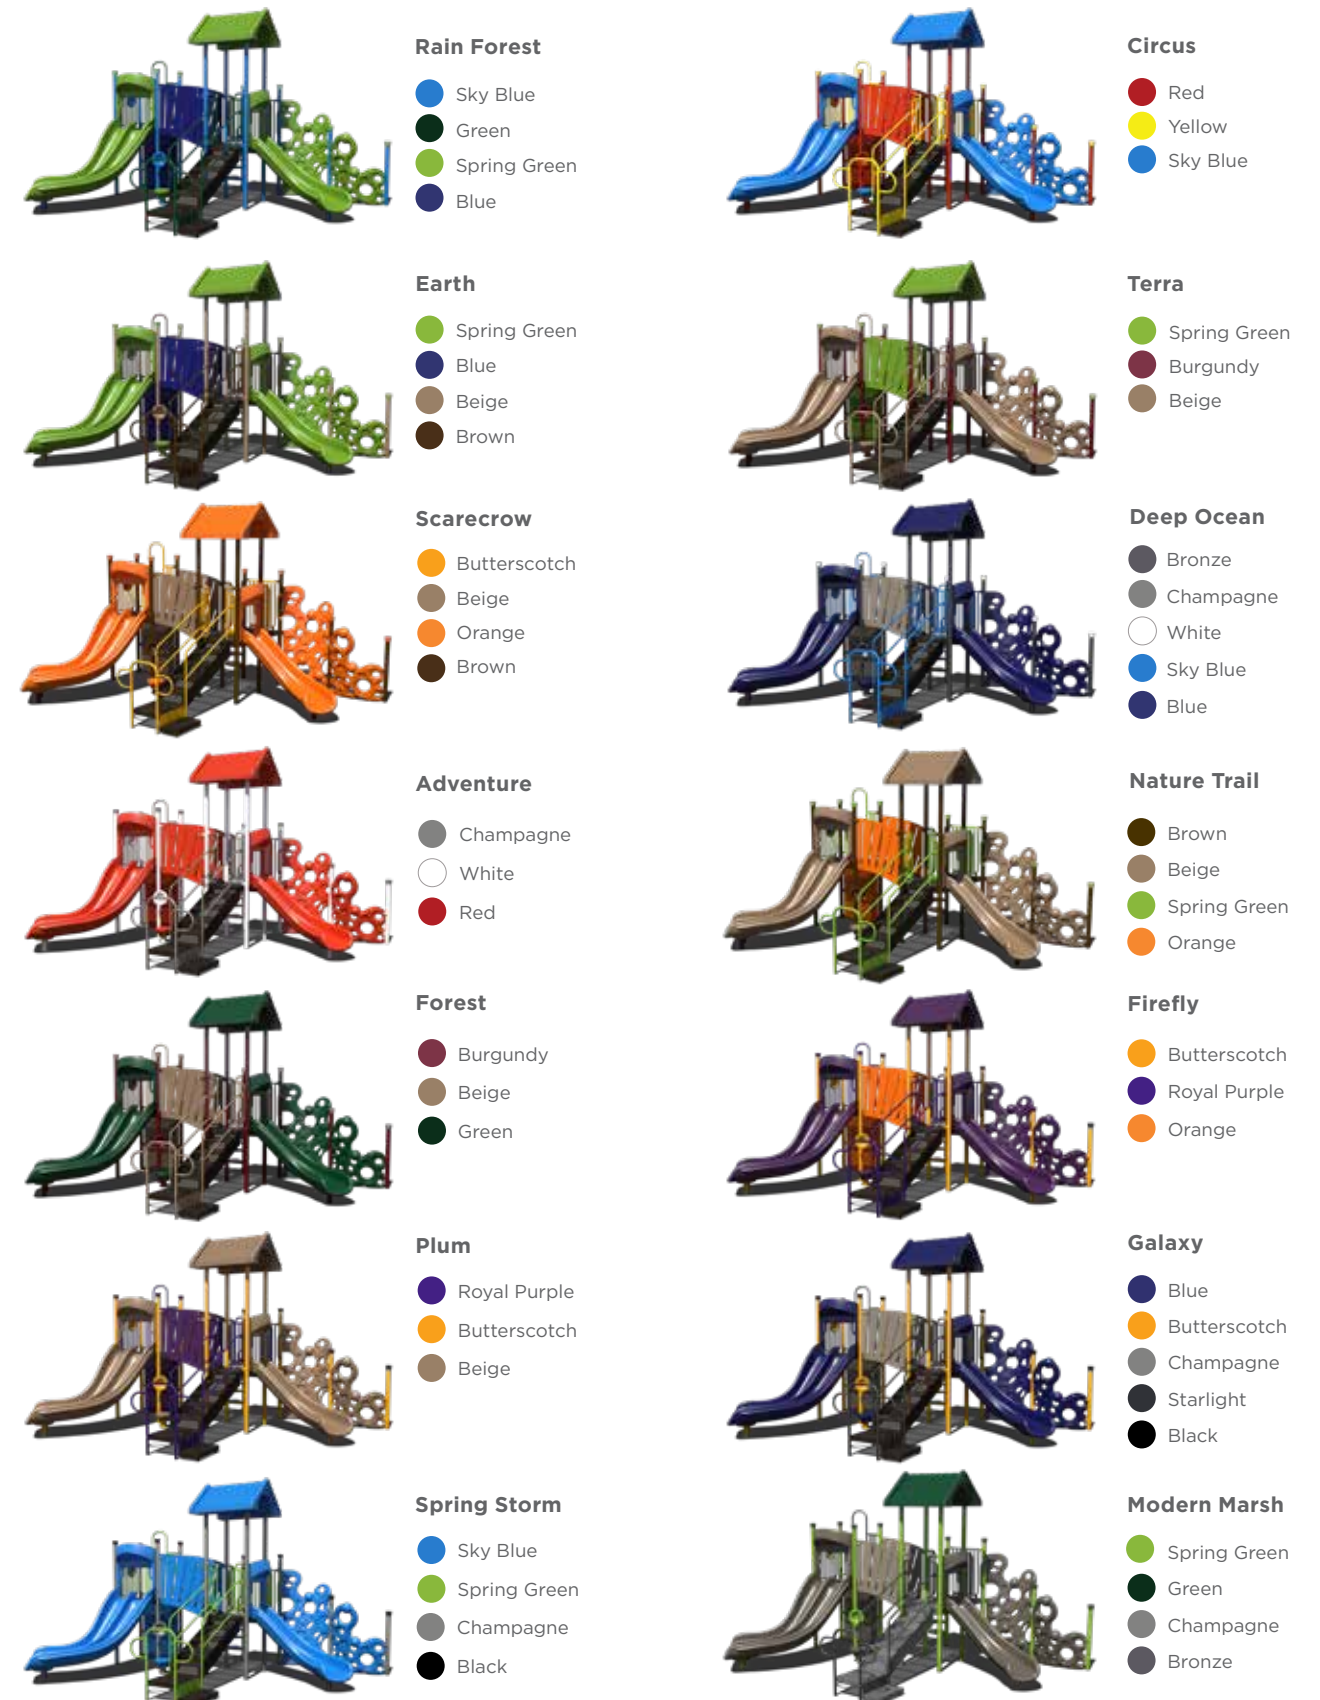 Rain Forest
Sky Blue
Green
Spring Green
Blue
Circus
Red
Yellow
Sky Blue
Earth
Spring Green
Blue
Beige
Brown
Terra
Spring Green
Burgundy
Beige
Scarecrow
Butterscotch
Beige
Orange
Brown
Deep Ocean
Bronze
Champagne
White
Sky Blue
Blue
Adventure
Champagne
White
Red
Nature Trail
Brown
Beige
Spring Green
Orange
Forest
Burgundy
Beige
Green
Firefly
Butterscotch
Royal Purple
Orange
Plum
Royal Purple
Butterscotch
Beige
Galaxy
Blue
Butterscotch
Champagne
Starlight
Black
Spring Storm
Sky Blue
Spring Green
Champagne
Black
Modern Marsh
Spring Green
Green
Champagne
Bronze